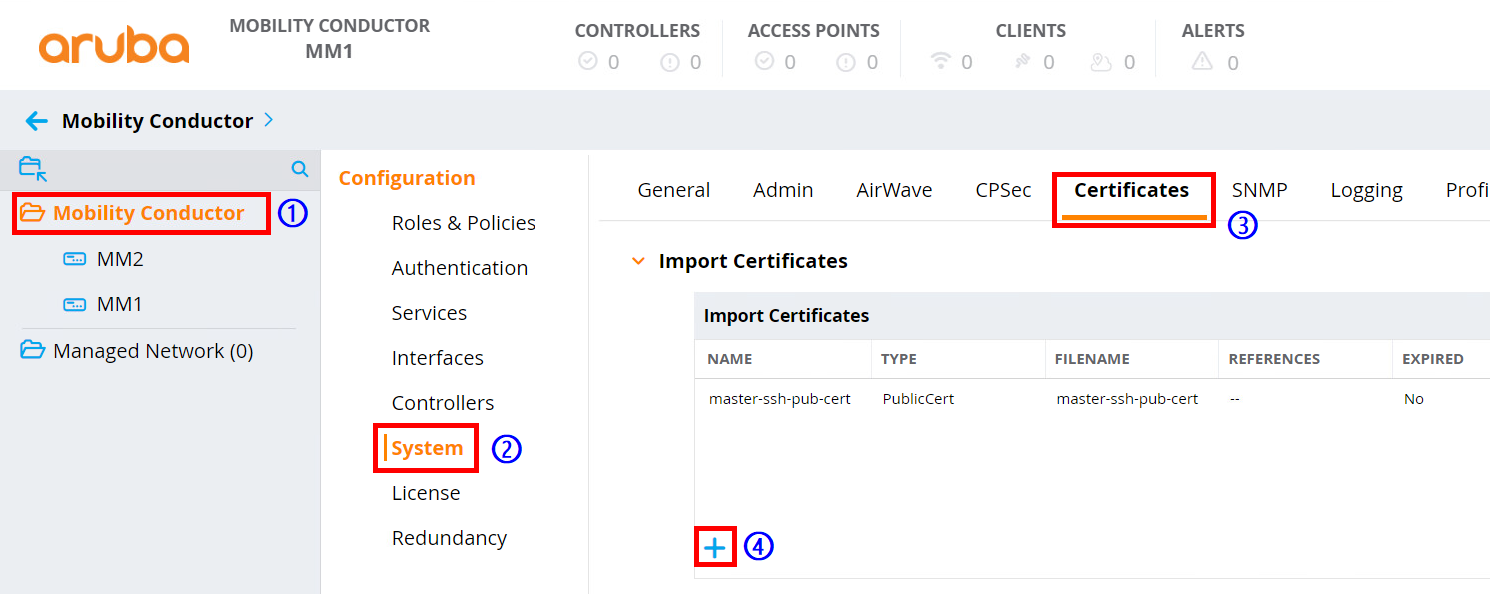 aruba
MOBILITY CONDUCTOR
MM1
CONTROLLERS
0 0
ACCESS POINTS
0 0
CLIENTS
0 0 0
ALERTS
0
Mobility Conductor
Mobility Conductor ①
MM2
MM1
Managed Network (0)
Configuration
Roles & Policies
Authentication
Services
Interfaces
Controllers
System ②
License
Redundancy
General Admin AirWave CPSec Certificates SNMP Logging Profi
③
Import Certificates
Import Certificates
NAME TYPE FILENAME REFERENCES EXPIRED
master-ssh-pub-cert PublicCert master-ssh-pub-cert -- No
+ ④